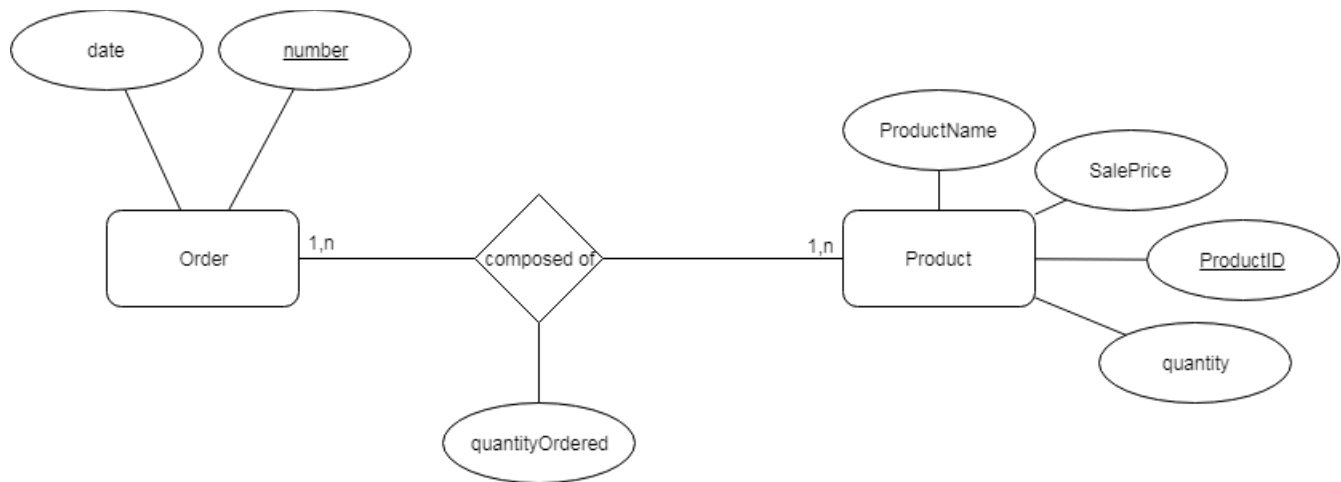 date
number
ProductName
SalePrice
Order
1,n
composed of
1,n
Product
ProductID
quantity
quantityOrdered